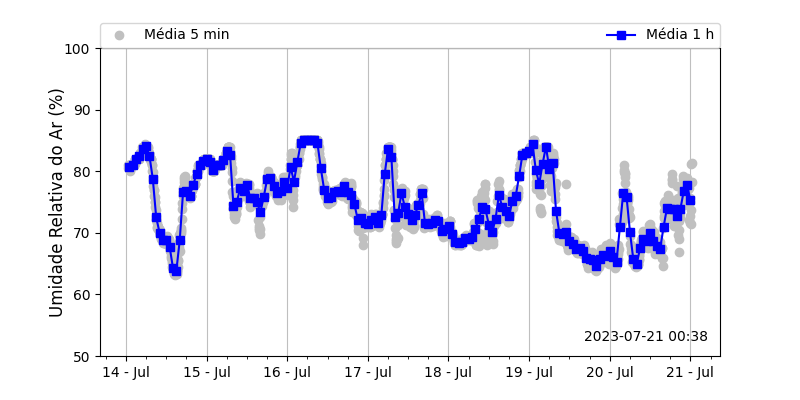 Média 5 min
Média 1 h
Umidade Relativa do Ar (%)
100
90
80
70
60
50
2023-07-21 00:38
14 - Jul
15 - Jul
16 - Jul
17 - Jul
18 - Jul
19 - Jul
20 - Jul
21 - Jul